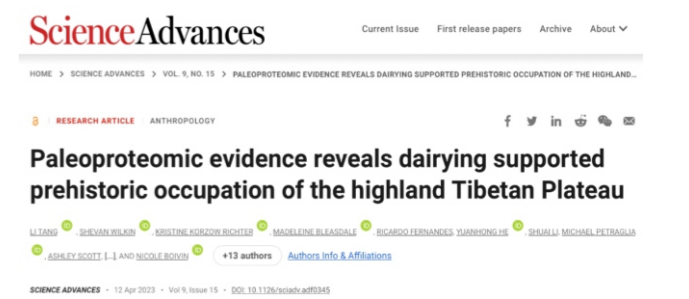 ScienceAdvances Current Issue First release papers Archive About
HOME > SCIENCE ADVANCES > VOL. 9, NO. 15 > PALEOPROTEOMIC EVIDENCE REVEALS DAIRYING SUPPORTED PREHISTORIC OCCUPATION OF THE HIGHLAND...
RESEARCH ARTICLE ANTHROPOLOGY
Paleoproteomic evidence reveals dairying supported
prehistoric occupation of the highland Tibetan Plateau
LI TANG, SHEVAN WILKIN, KRISTINE KORZOW RICHTER, MADELEINE BLEASDALE, RICARDO FERNANDES, YUANHONG HE, SHUAI LI, MICHAEL PETRAGLIA
, ASHLEY SCOTT, [...], AND NICOLE BOIVIN +13 authors Authors Info & Affiliations
SCIENCE ADVANCES • 12 Apr 2023 • Vol 9, Issue 15 • DOI: 10.1126/sciadv.adf0345